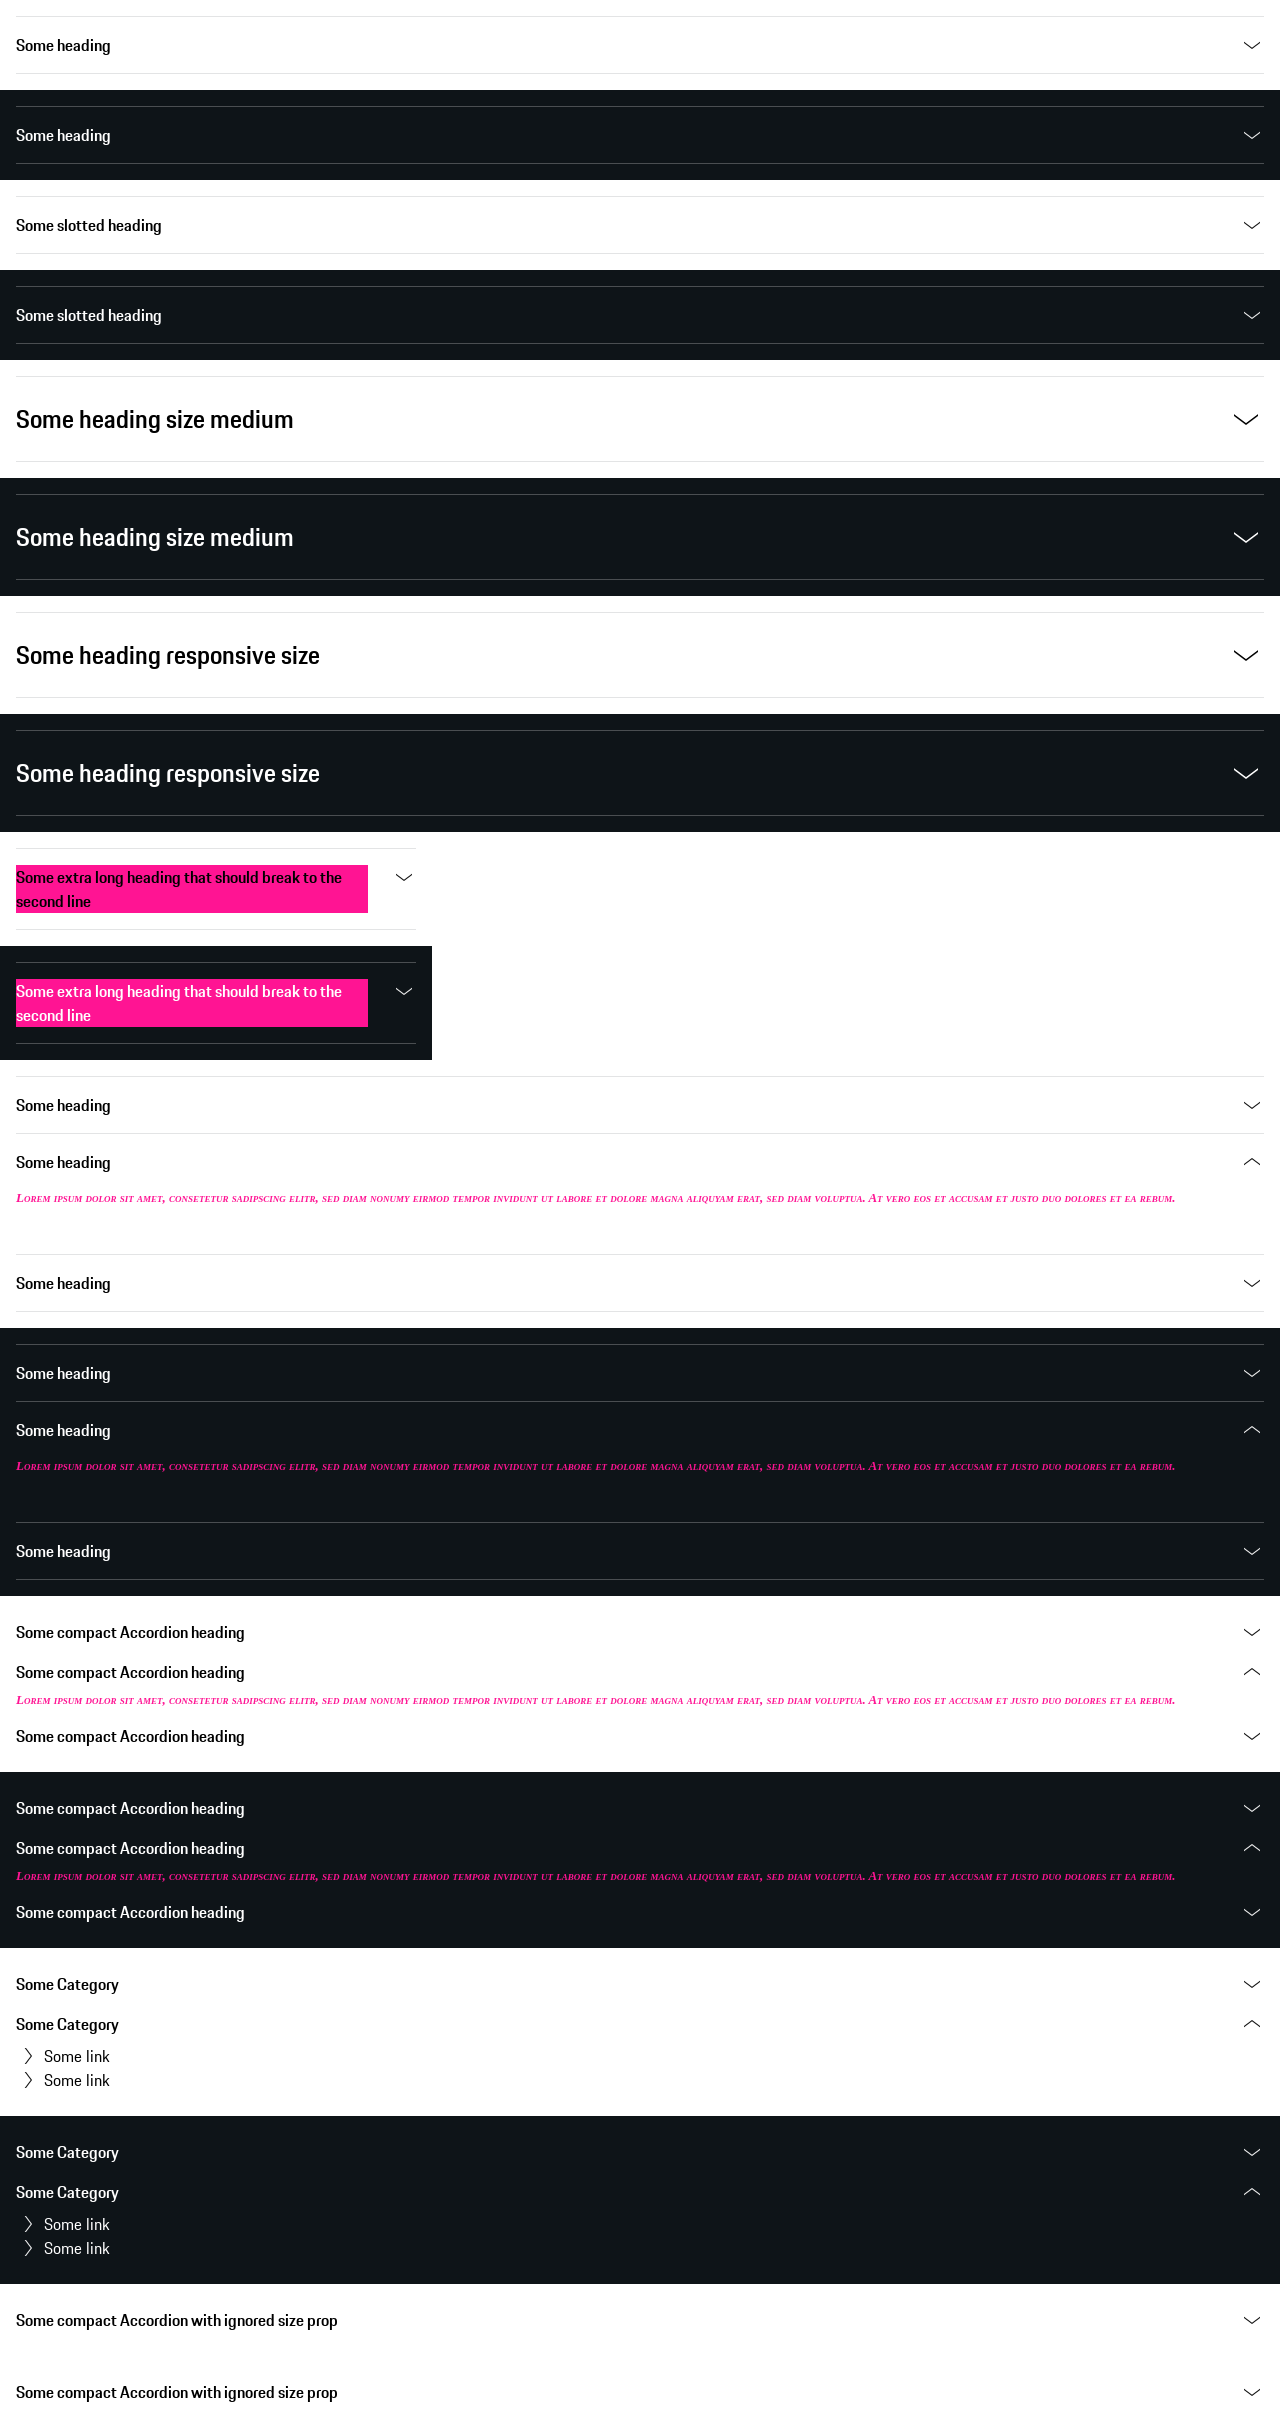 Some heading
Some heading
Some slotted heading
Some slotted heading
Some heading size medium
Some heading size medium
Some heading responsive size
Some heading responsive size
Some extra long heading that should break to the
second line
Some extra long heading that should break to the
second line
Some heading
Some heading
Lorem ipsum dolor sit amet, consetetur sadipscing elitr, sed diam nonumy eirmod tempor invidunt ut labore et dolore magna aliquyam erat, sed diam voluptua. At vero eos et accusam et justo duo dolores et ea rebum.
Some heading
Some heading
Some heading
Lorem ipsum dolor sit amet, consetetur sadipscing elitr, sed diam nonumy eirmod tempor invidunt ut labore et dolore magna aliquyam erat, sed diam voluptua. At vero eos et accusam et justo duo dolores et ea rebum.
Some heading
Some compact Accordion heading
Some compact Accordion heading
Lorem ipsum dolor sit amet, consetetur sadipscing elitr, sed diam nonumy eirmod tempor invidunt ut labore et dolore magna aliquyam erat, sed diam voluptua. At vero eos et accusam et justo duo dolores et ea rebum.
Some compact Accordion heading
Some compact Accordion heading
Some compact Accordion heading
Lorem ipsum dolor sit amet, consetetur sadipscing elitr, sed diam nonumy eirmod tempor invidunt ut labore et dolore magna aliquyam erat, sed diam voluptua. At vero eos et accusam et justo duo dolores et ea rebum.
Some compact Accordion heading
Some Category
Some Category
Some link
Some link
Some Category
Some Category
Some link
Some link
Some compact Accordion with ignored size prop
Some compact Accordion with ignored size prop